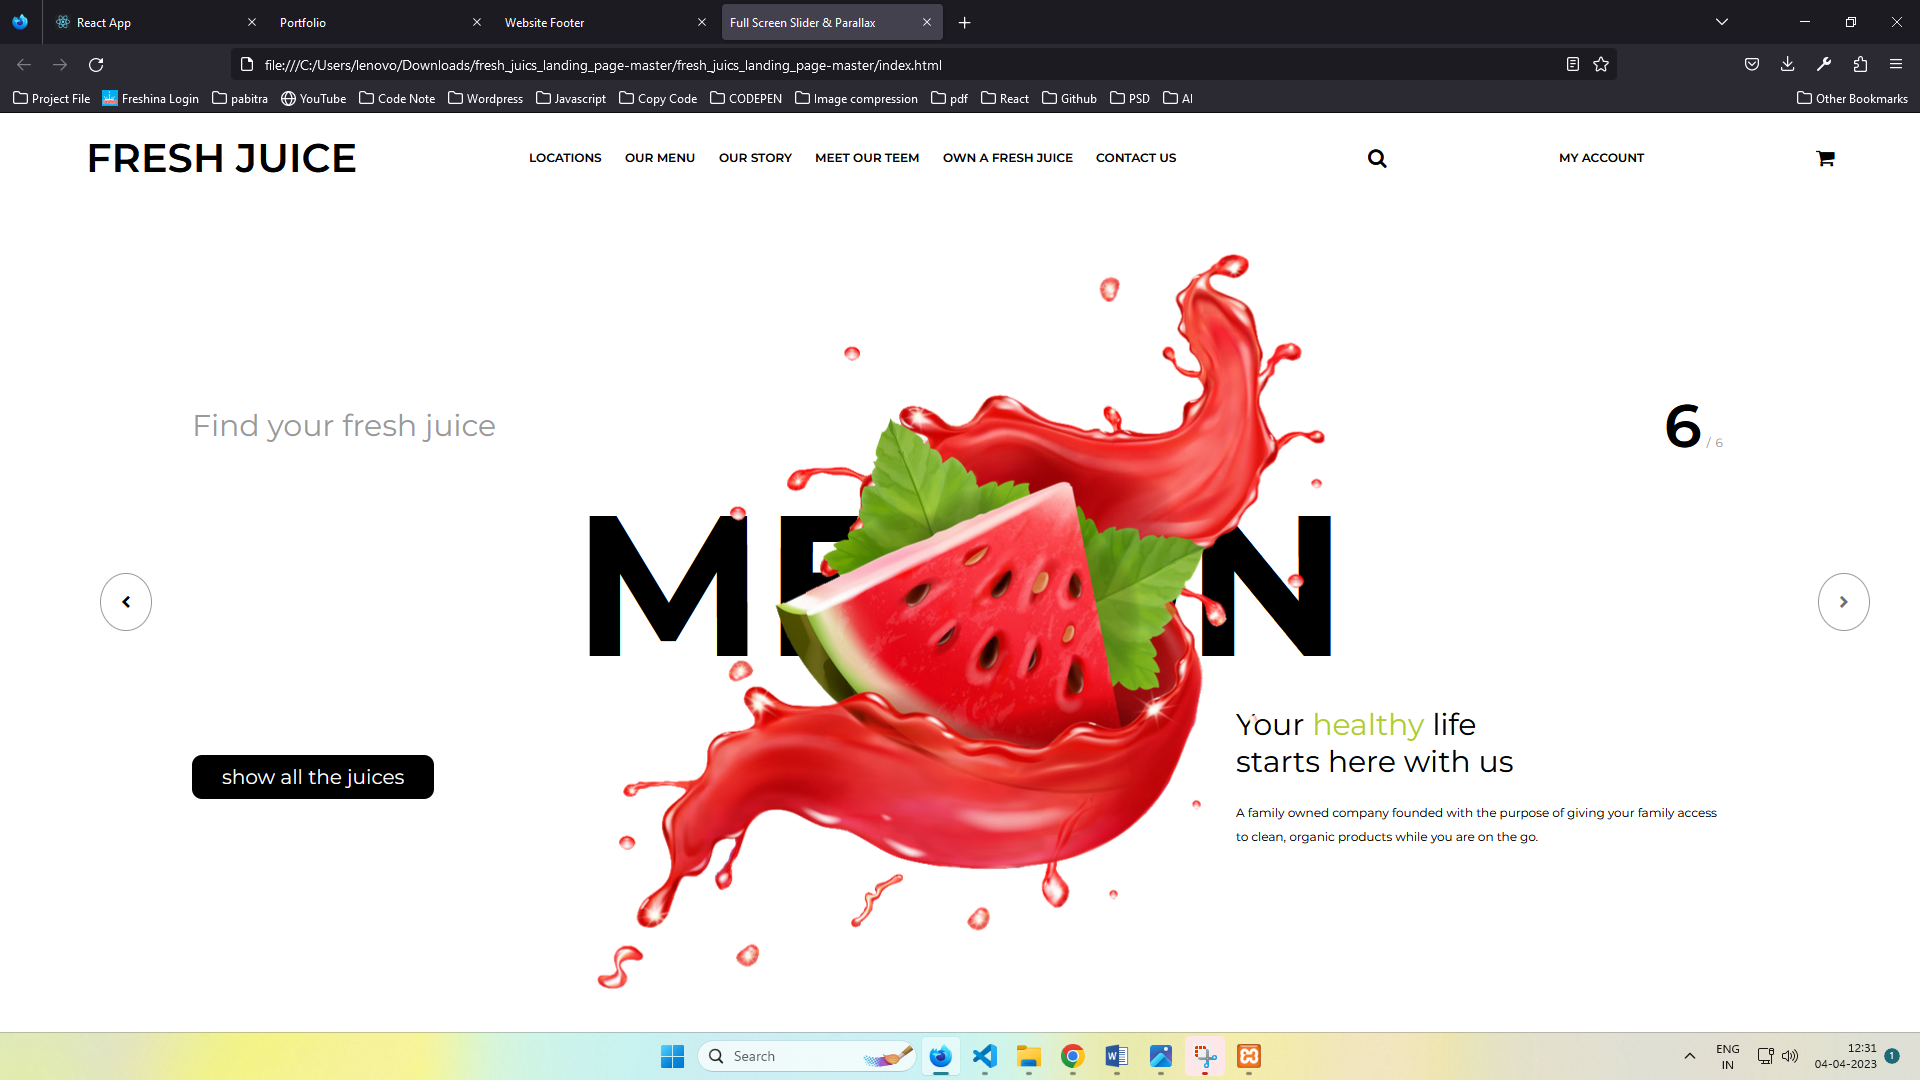 React App
Portfolio
Website Footer
Full Screen Slider & Parallax
file:///C:/Users/lenovo/Downloads/fresh_juics_landing_page-master/fresh_juics_landing_page-master/index.html
Project File Freshina Login pabitra YouTube Code Note Wordpress Javascript Copy Code CODEPEN Image compression pdf React Github PSD AI Other Bookmarks
FRESH JUICE
LOCATIONS OUR MENU OUR STORY MEET OUR TEEM OWN A FRESH JUICE CONTACT US MY ACCOUNT
Find your fresh juice
6 / 6
show all the juices
Your healthy life
starts here with us
A family owned company founded with the purpose of giving your family access
to clean, organic products while you are on the go.
Search
ENG
IN
12:31
04-04-2023
1